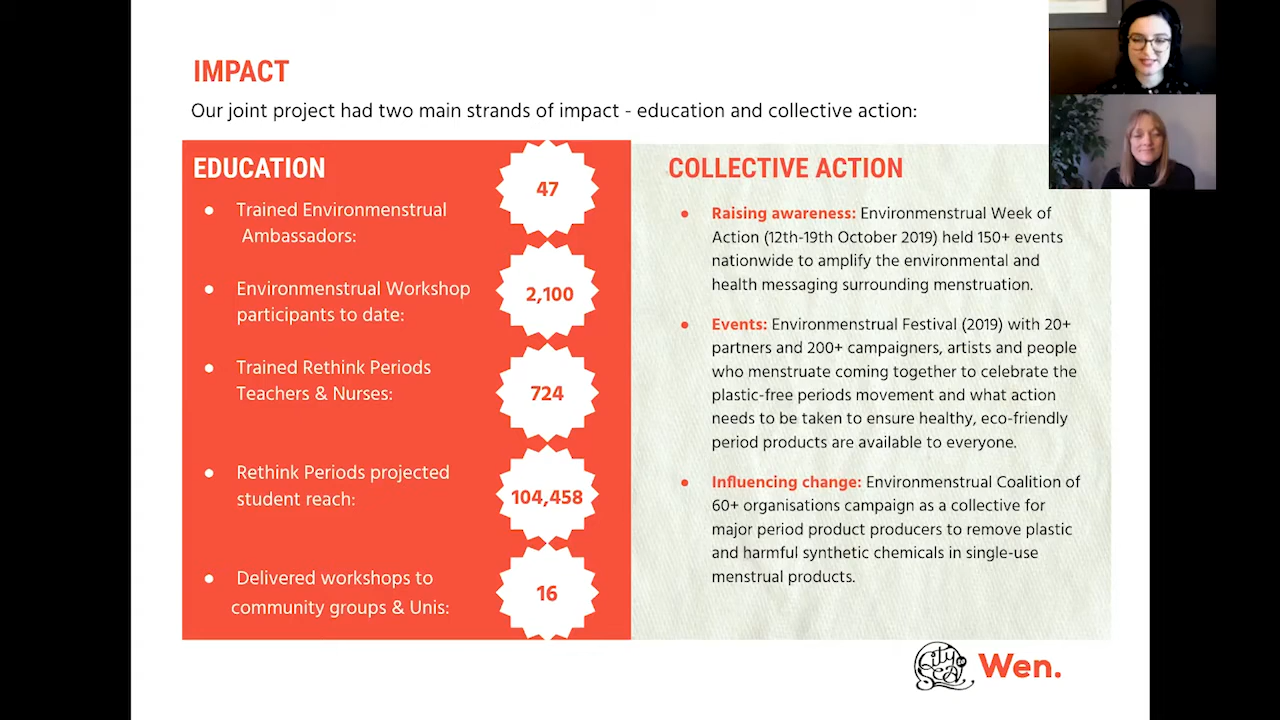 IMPACT
Our joint project had two main strands of impact - education and collective action:
EDUCATION
● Trained Environmenstrual
Ambassadors:
47
● Environmenstrual Workshop
participants to date:
2,100
● Trained Rethink Periods
Teachers & Nurses:
724
● Rethink Periods projected
student reach:
104,458
● Delivered workshops to
community groups & Unis:
16
COLLECTIVE ACTION
● Raising awareness: Environmenstrual Week of
Action (12th-19th October 2019) held 150+ events
nationwide to amplify the environmental and
health messaging surrounding menstruation.
● Events: Environmenstrual Festival (2019) with 20+
partners and 200+ campaigners, artists and people
who menstruate coming together to celebrate the
plastic-free periods movement and what action
needs to be taken to ensure healthy, eco-friendly
period products are available to everyone.
● Influencing change: Environmenstrual Coalition of
60+ organisations campaign as a collective for
major period product producers to remove plastic
and harmful synthetic chemicals in single-use
menstrual products.
City to Sea
Wen.